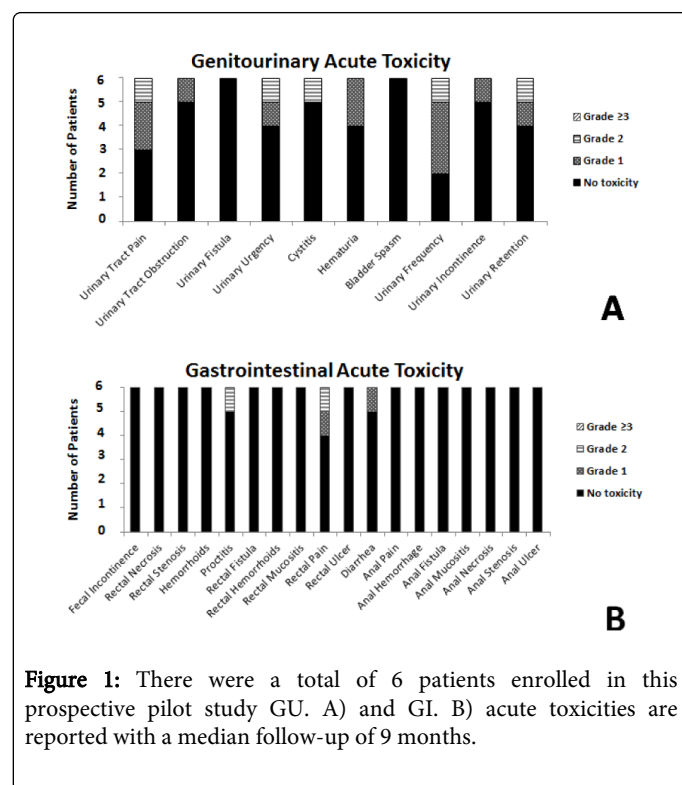 Genitourinary Acute Toxicity
Number of Patients
6
5
4
3
2
1
0
Urinary Tract Pain
Urinary Tract Obstruction
Urinary Fistula
Urinary Urgency
Cystitis
Hematuria
Bladder Spasm
Urinary Frequency
Urinary Incontinence
Urinary Retention
Grade ≥3
Grade 2
Grade 1
No toxicity
A
Gastrointestinal Acute Toxicity
Number of Patients
6
5
4
3
2
1
0
Fecal Incontinence
Rectal Necrosis
Rectal Stenosis
Hemorrhoids
Proctitis
Rectal Fistula
Rectal Hemorrhoids
Rectal Mucositis
Rectal Pain
Rectal Ulcer
Diarrhea
Anal Pain
Anal Hemorrhage
Anal Fistula
Anal Mucositis
Anal Necrosis
Anal Stenosis
Anal Ulcer
Grade ≥3
Grade 2
Grade 1
No toxicity
B
Figure 1: There were a total of 6 patients enrolled in this
prospective pilot study GU. A) and GI. B) acute toxicities are
reported with a median follow-up of 9 months.